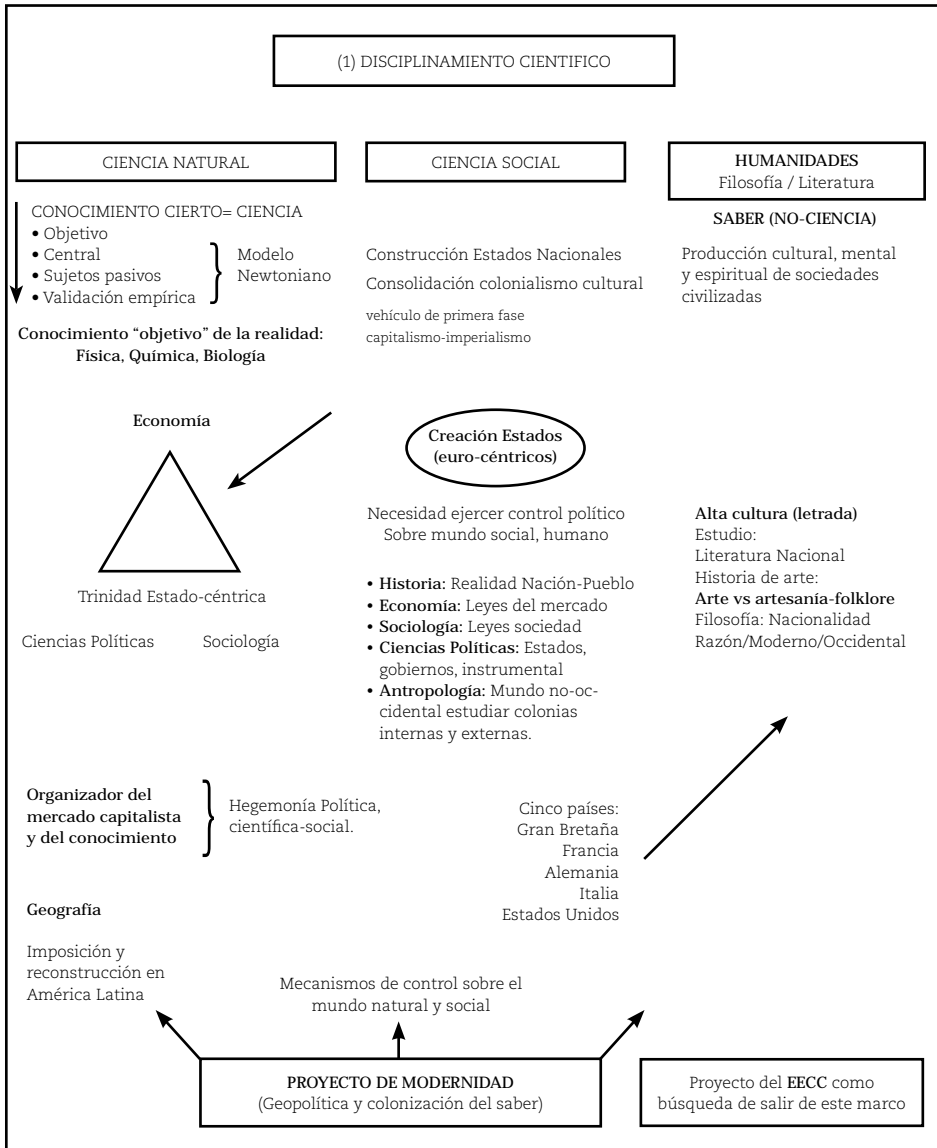 (1) DISCIPLINAMIENTO CIENTIFICO
CIENCIA NATURAL
CONOCIMIENTO CIERTO= CIENCIA
• Objetivo
• Central
• Sujetos pasivos
• Validación empírica
Modelo
Newtoniano
Conocimiento “objetivo” de la realidad:
Física, Química, Biología
Economía
Trinidad Estado-céntrica
Ciencias Políticas
Sociología
Organizador del
mercado capitalista
y del conocimiento
Hegemonía Política,
científica-social.
Geografía
Imposición y
reconstrucción en
América Latina
CIENCIA SOCIAL
Construcción Estados Nacionales
Consolidación colonialismo cultural
vehículo de primera fase
capitalismo-imperialismo
Creación Estados
(euro-céntricos)
Necesidad ejercer control político
Sobre mundo social, humano
• Historia: Realidad Nación-Pueblo
• Economía: Leyes del mercado
• Sociología: Leyes sociedad
• Ciencias Políticas: Estados,
gobiernos, instrumental
• Antropología: Mundo no-oc-
cidental estudiar colonias
internas y externas.
Cinco países:
Gran Bretaña
Francia
Alemania
Italia
Estados Unidos
Mecanismos de control sobre el
mundo natural y social
HUMANIDADES
Filosofía / Literatura
SABER (NO-CIENCIA)
Producción cultural, mental
y espiritual de sociedades
civilizadas
Alta cultura (letrada)
Estudio:
Literatura Nacional
Historia de arte:
Arte vs artesanía-folklore
Filosofía: Nacionalidad
Razón/Moderno/Occidental
PROYECTO DE MODERNIDAD
(Geopolítica y colonización del saber)
Proyecto del EECC como
búsqueda de salir de este marco